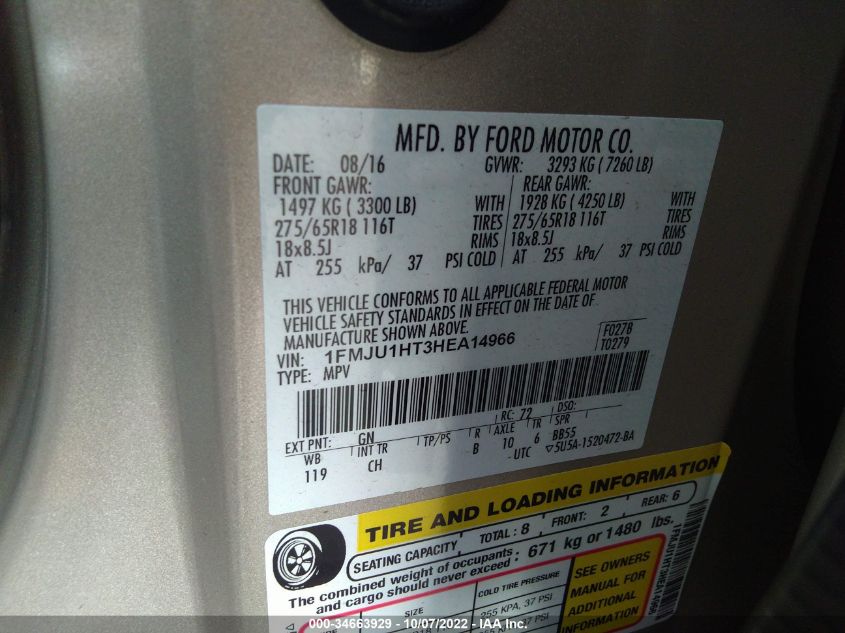 MFD. BY FORD MOTOR CO.
DATE: 08/16 GVWR: 3293 KG ( 7260 LB)
FRONT GAWR: REAR GAWR:
1497 KG ( 3300 LB) WITH 1928 KG ( 4250 LB) WITH
275/65R18 116T TIRES 275/65R18 116T TIRES
18x8.5J RIMS 18x8.5J RIMS
AT 255 kPa/ 37 PSI COLD AT 255 kPa/ 37 PSI COLD
THIS VEHICLE CONFORMS TO ALL APPLICABLE FEDERAL MOTOR
VEHICLE SAFETY STANDARDS IN EFFECT ON THE DATE OF
MANUFACTURE SHOWN ABOVE.
VIN: 1FMJU1HT3HEA14966 F027B
TYPE: MPV T0279
RC: 72 DSO:
EXT PNT: GN
WB INT TR TP/PS R AXLE TR SPR
119 CH B 10 6 BB55
UTC 5U5A-1520472-BA
TIRE AND LOADING INFORMATION
SEATING CAPACITY TOTAL : 8 FRONT: 2 REAR: 6
The combined weight of occupants and cargo should never exceed : 671 kg or 1480 lbs.
SIZE COLD TIRE PRESSURE
255 KPA, 37 PSI
SEE OWNERS
MANUAL FOR
ADDITIONAL
INFORMATION
1FMJU1HT3HEA14966
000-34663929 - 10/07/2022 - IAA Inc.